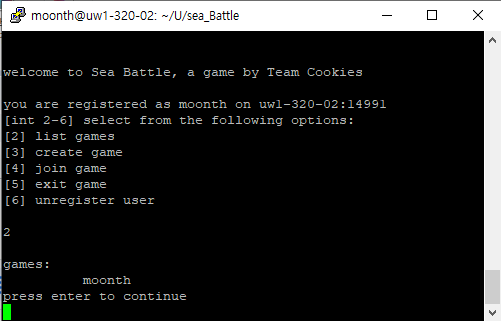 moonth@uw1-320-02: ~/U/sea_Battle
welcome to Sea Battle, a game by Team Cookies
you are registered as moonth on uw1-320-02:14991
[int 2-6] select from the following options:
[2] list games
[3] create game
[4] join game
[5] exit game
[6] unregister user
2
games:
moonth
press enter to continue